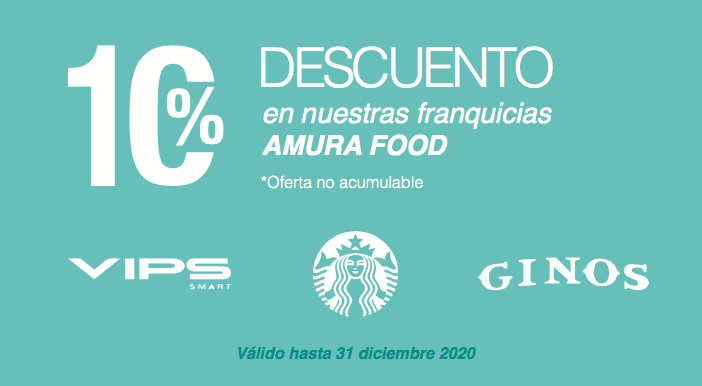 10%
DESCUENTO
en nuestras franquicias
AMURA FOOD
*Oferta no acumulable
VIPS
SMART
GINOS
Válido hasta 31 diciembre 2020